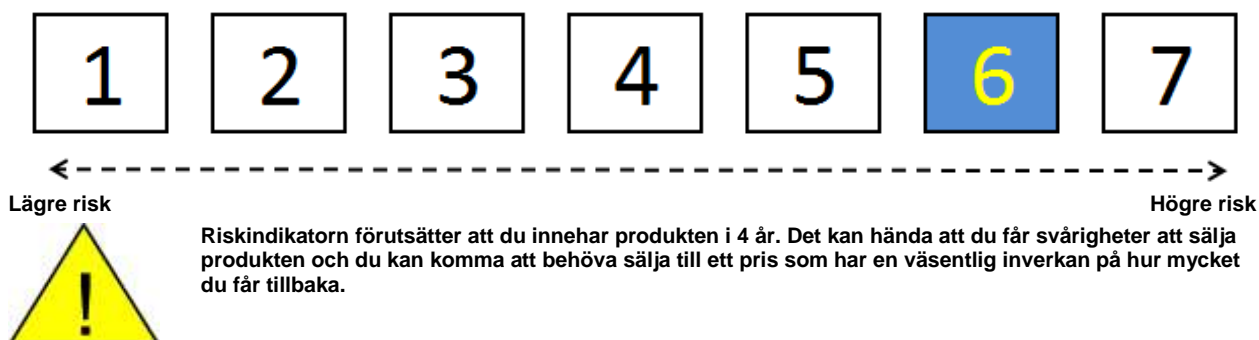 1 2 3 4 5 6 7
Lägre risk Högre risk
Riskindikatorn förutsätter att du innehar produkten i 4 år. Det kan hända att du får svårigheter att sälja
produkten och du kan komma att behöva sälja till ett pris som har en väsentlig inverkan på hur mycket
du får tillbaka.
!